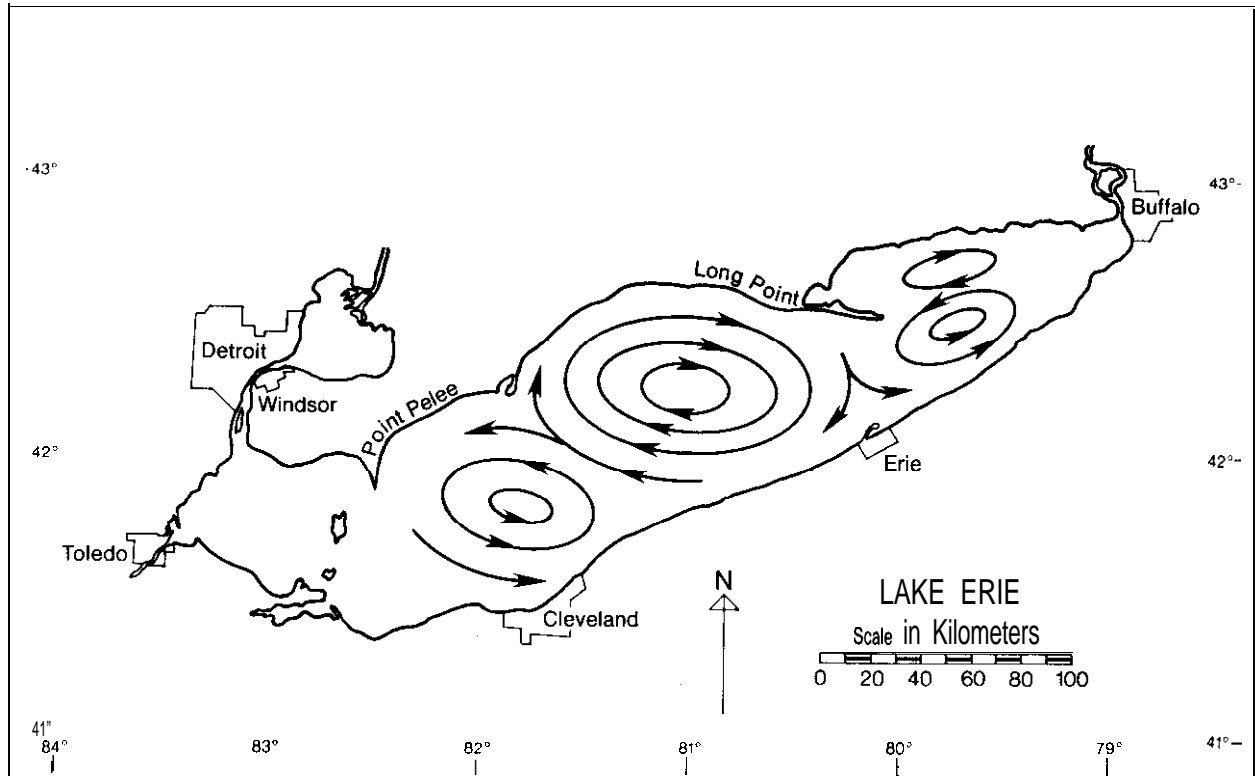 43°
43°
Buffalo
Long Point
Detroit
Windsor
Point Pelee
42°
Erie
42°
Toledo
Cleveland
N
LAKE ERIE
Scale in Kilometers
0 20 40 60 80 100
41"
84° 83° 82° 81° 80° 79° 41°